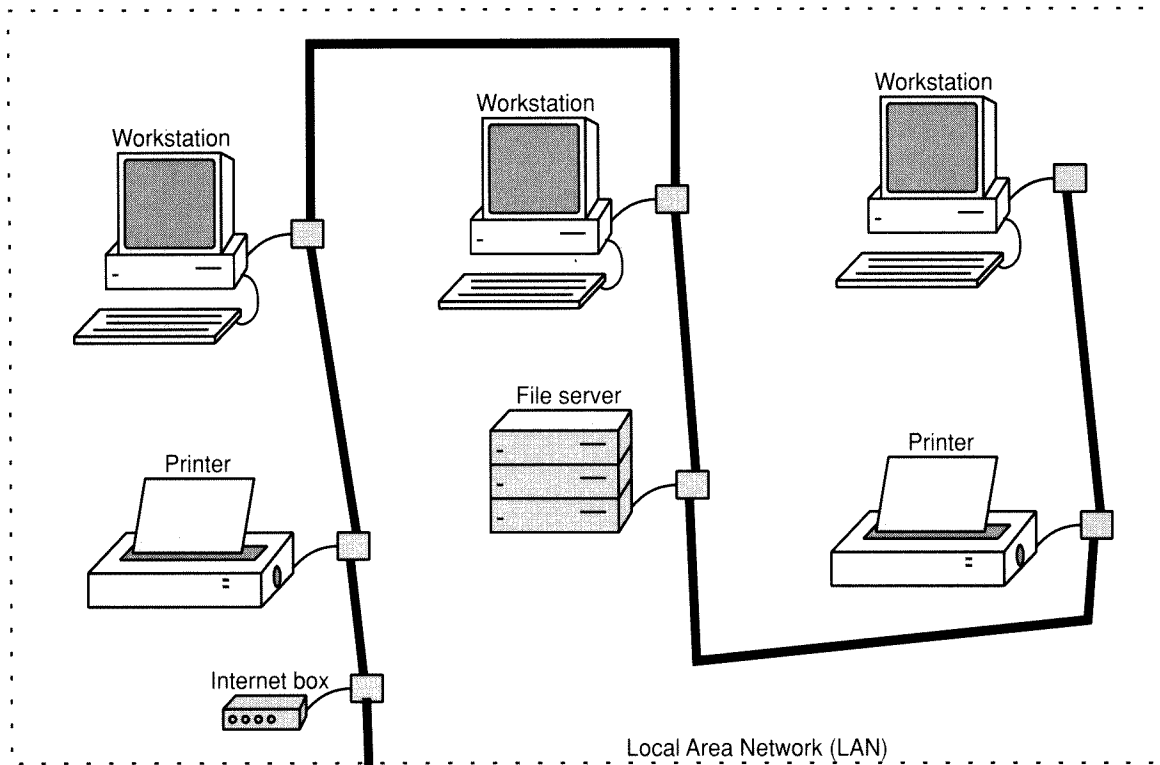 Workstation
Workstation
Workstation
File server
Printer
Printer
Internet box
Local Area Network (LAN)